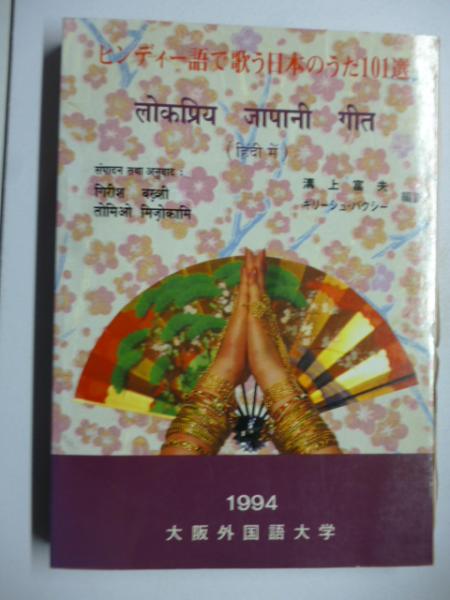 ヒンディー語で歌う日本のうた101選
लोकप्रिय जापानी गीत
(हिंदी में)
संपादन तथा अनुवाद :
गिरीश बख़्शी
तोमिओ मिज़ोकामि
溝上富夫
ギリーシュ・バクシー
編著
1994
大阪外国語大学